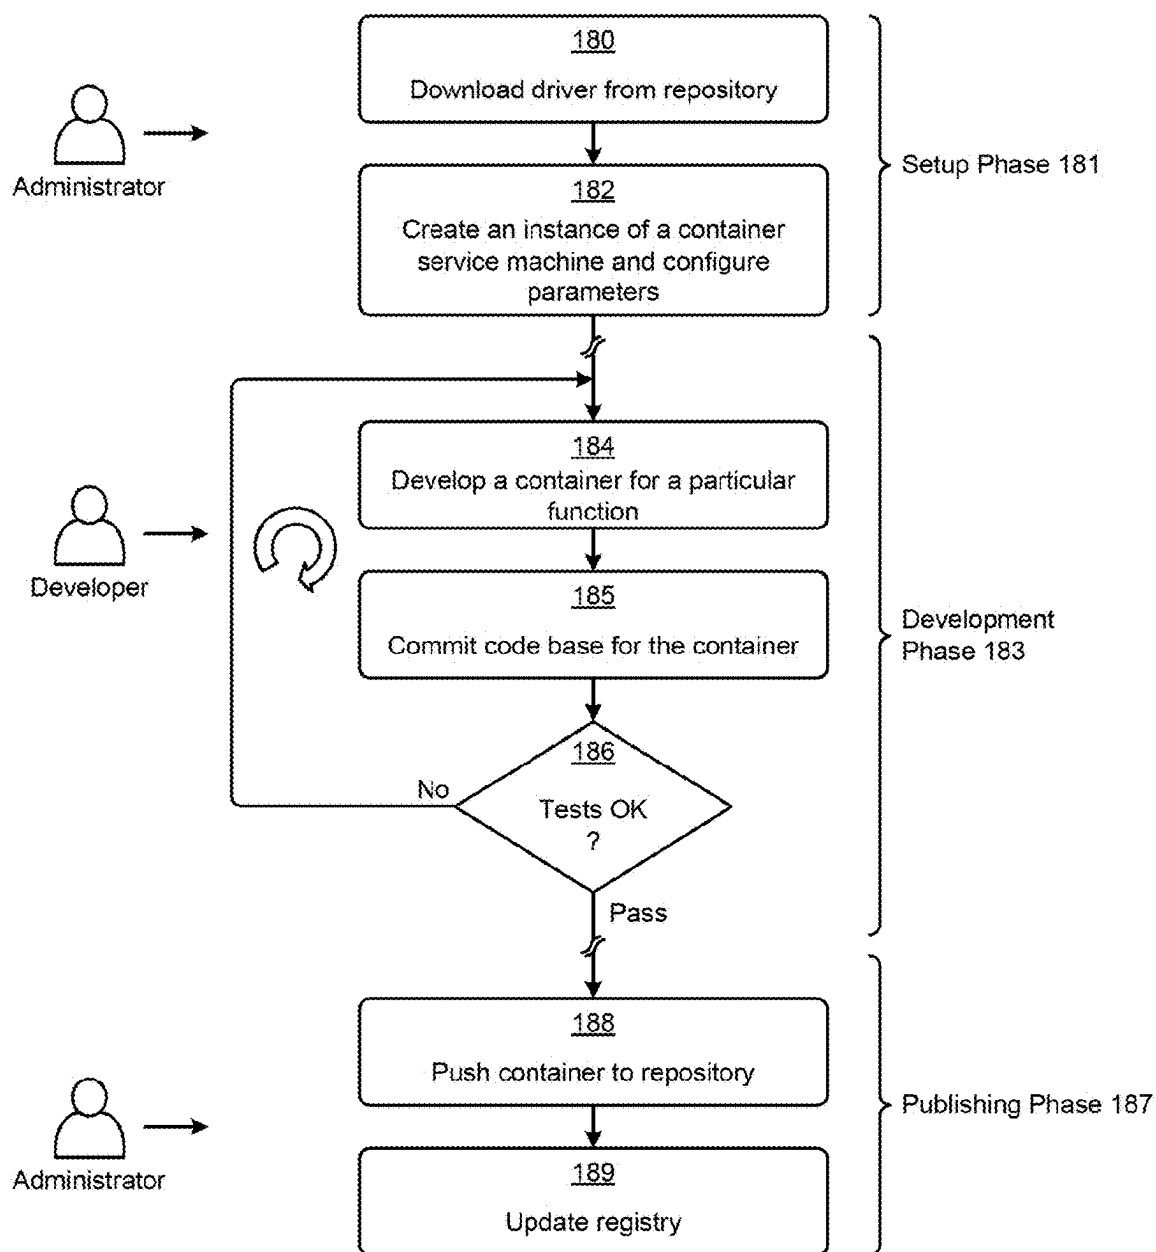 180
Download driver from repository
Administrator
Setup Phase 181
182
Create an instance of a container
service machine and configure
parameters
184
Develop a container for a particular
function
Developer
185
Commit code base for the container
Development
Phase 183
186
No
Tests OK
?
Pass
188
Push container to repository
Publishing Phase 187
Administrator
189
Update registry